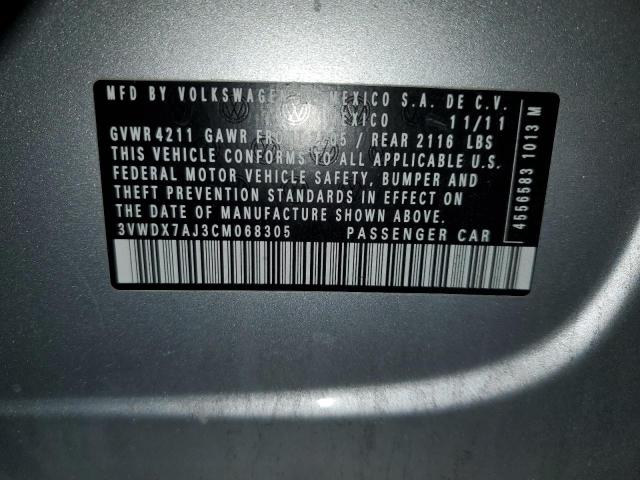 MFD BY VOLKSWAGEN MEXICO S.A. DE C.V.
11/11
GVWR 4211 GAWR / REAR 2116 LBS
THIS VEHICLE CONFORMS TO ALL APPLICABLE U.S.
FEDERAL MOTOR VEHICLE SAFETY, BUMPER AND
THEFT PREVENTION STANDARDS IN EFFECT ON
THE DATE OF MANUFACTURE SHOWN ABOVE.
3VWDX7AJ3CM068305 PASSENGER CAR
4556583 1013 M